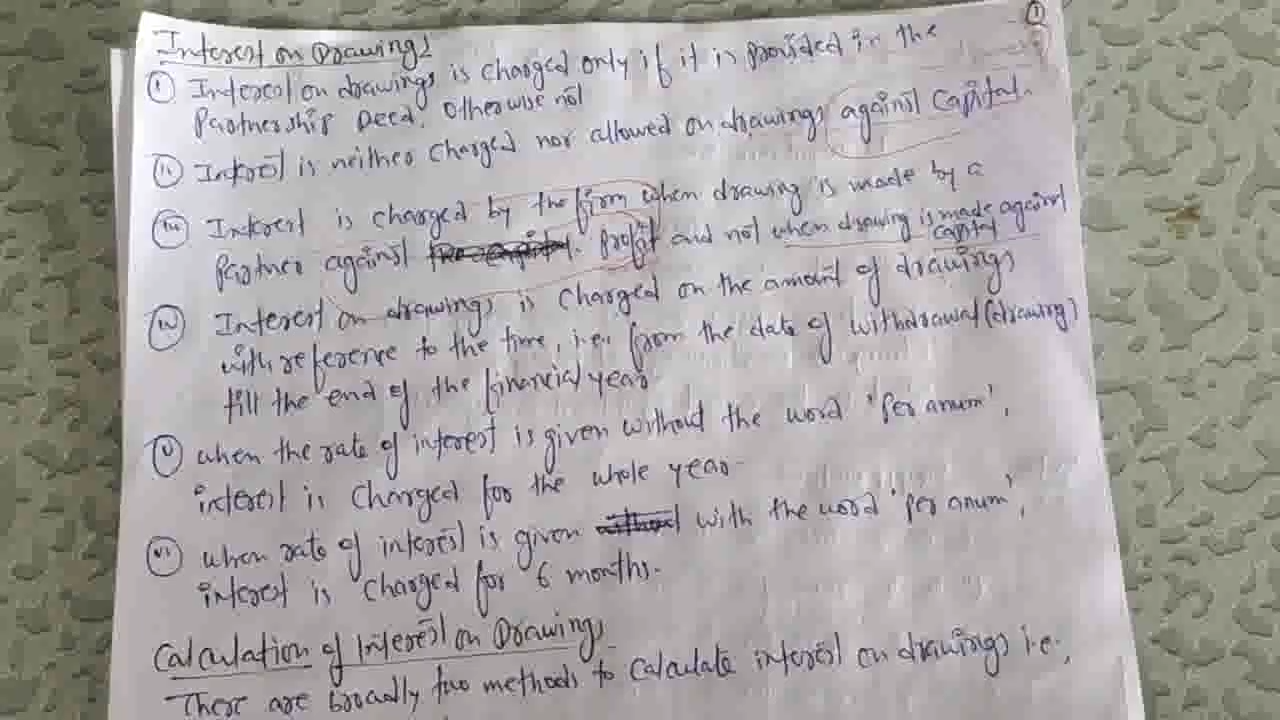 ①
Interest on Drawings
(i) Interest on drawings is charged only if it is provided in the
Partnership Deed. Otherwise not
(ii) Interest is neither charged nor allowed on drawings against capital.
(iii) Interest is charged by the firm when drawing is made by a
Partner against profit and not when drawing is made against
capital
(iv) Interest on drawings is charged on the amount of drawings
with reference to the time, i.e., from the date of withdrawal (drawing)
till the end of the financial year
(v) when the rate of interest is given without the word 'per anum',
interest is charged for the whole year.
(vi) when rate of interest is given with the word 'per anum',
interest is charged for 6 months.
Calculation of Interest on Drawings
There are broadly two methods to calculate interest on drawings i.e.,